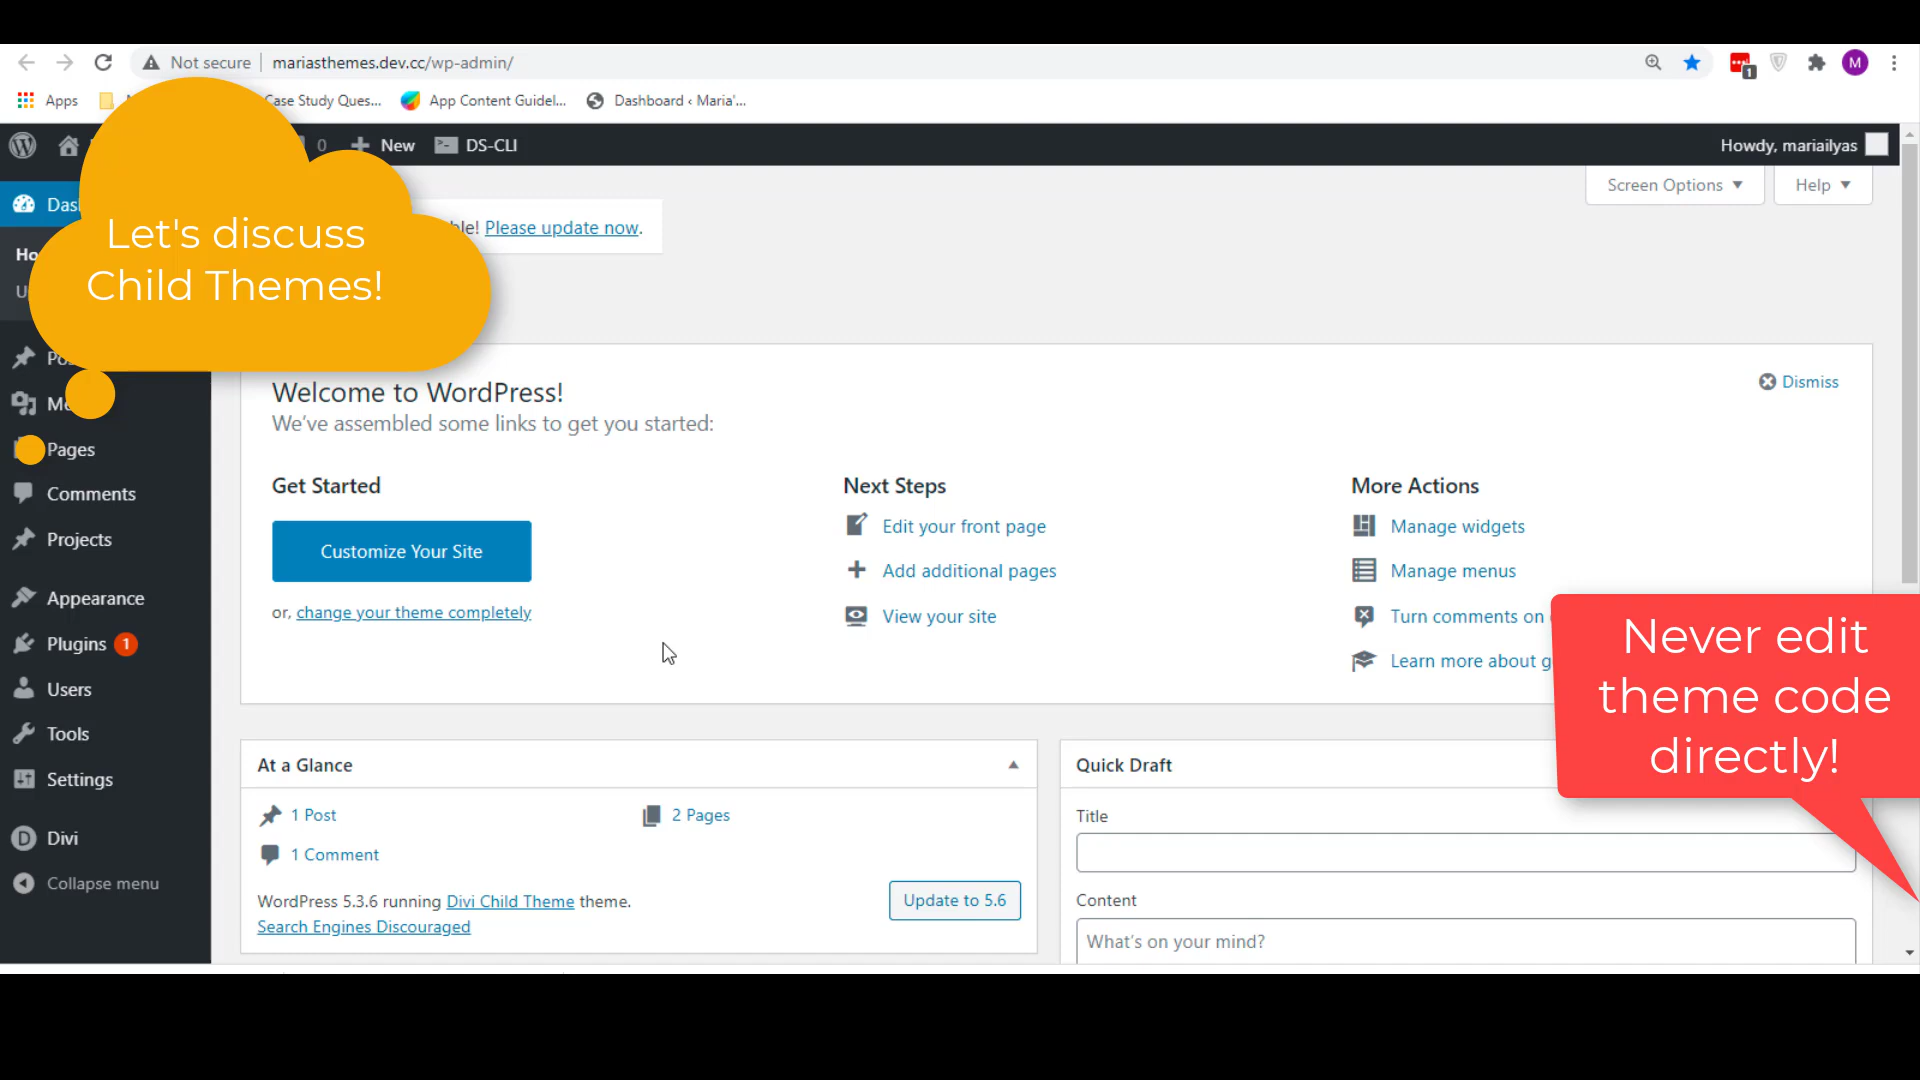 Not secure
mariasthemes.dev.cc/wp-admin/
1
M
Apps
Case Study Ques...
App Content Guidel...
Dashboard ‹ Maria'...
0
New
DS-CLI
Howdy, mariailyas
Screen Options
Help
Please update now.
Let's discuss
Child Themes!
Welcome to WordPress!
We've assembled some links to get you started:
Dismiss
Pages
Comments
Projects
Appearance
Plugins 1
Users
Tools
Settings
D Divi
Collapse menu
Get Started
Customize Your Site
or, change your theme completely
Next Steps
Edit your front page
Add additional pages
View your site
More Actions
Manage widgets
Manage menus
Turn comments on
Learn more about
Never edit
theme code
directly!
At a Glance
1 Post
2 Pages
1 Comment
WordPress 5.3.6 running Divi Child Theme theme.
Update to 5.6
Search Engines Discouraged
Quick Draft
Title
Content
What's on your mind?